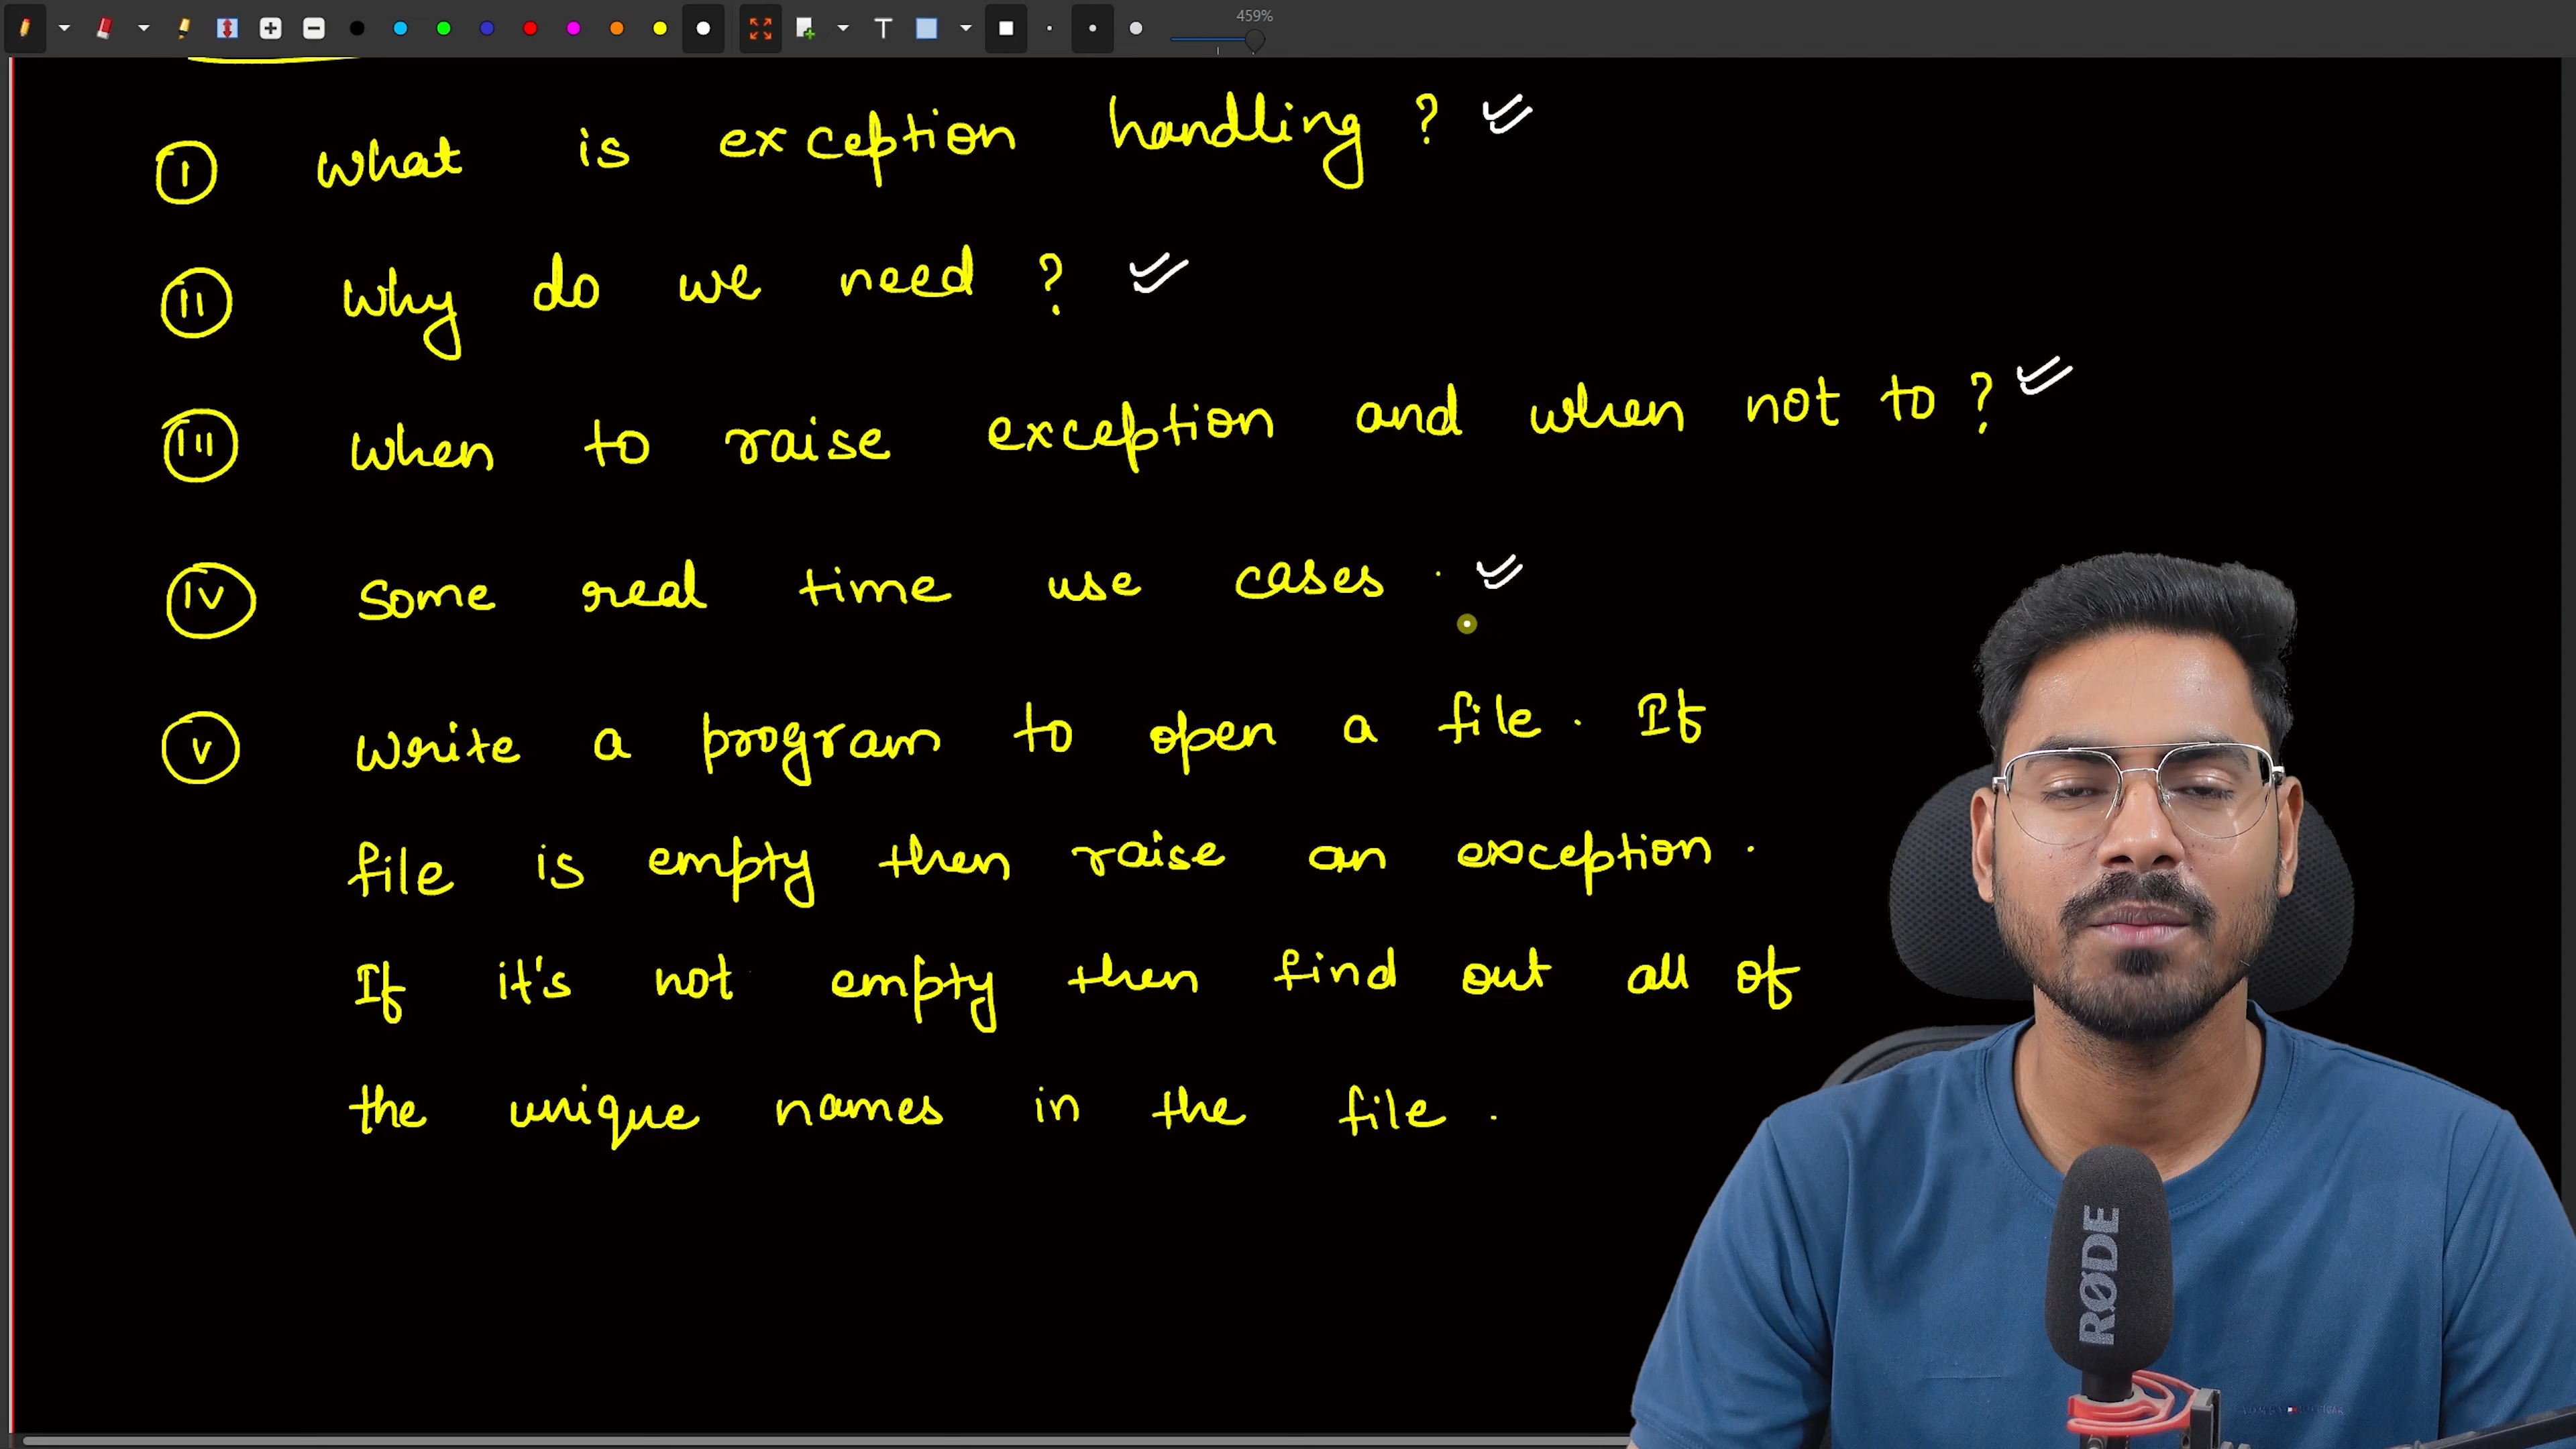 459%
(I) What is exception handling ?
(II) Why do we need ?
(III) When to raise exception and when not to ?
(IV) Some real time use cases .
(V) Write a program to open a file . If
file is empty then raise an exception .
If it's not empty then find out all of
the unique names in the file .
RØDE